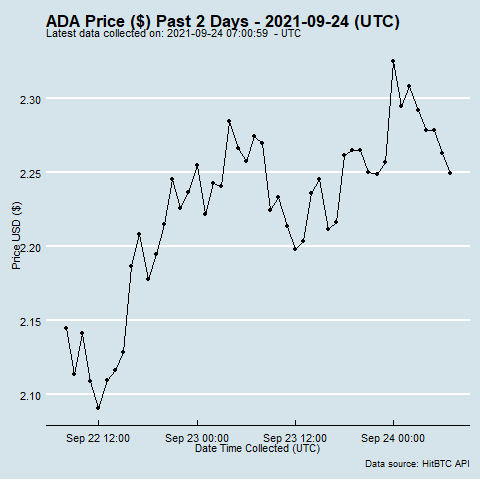 ADA Price ($) Past 2 Days - 2021-09-24 (UTC)
Latest data collected on: 2021-09-24 07:00:59 - UTC
2.30
2.25
2.20
2.15
2.10
Price USD ($)
Sep 22 12:00 Sep 23 00:00 Sep 23 12:00 Sep 24 00:00
Date Time Collected (UTC)
Data source: HitBTC API